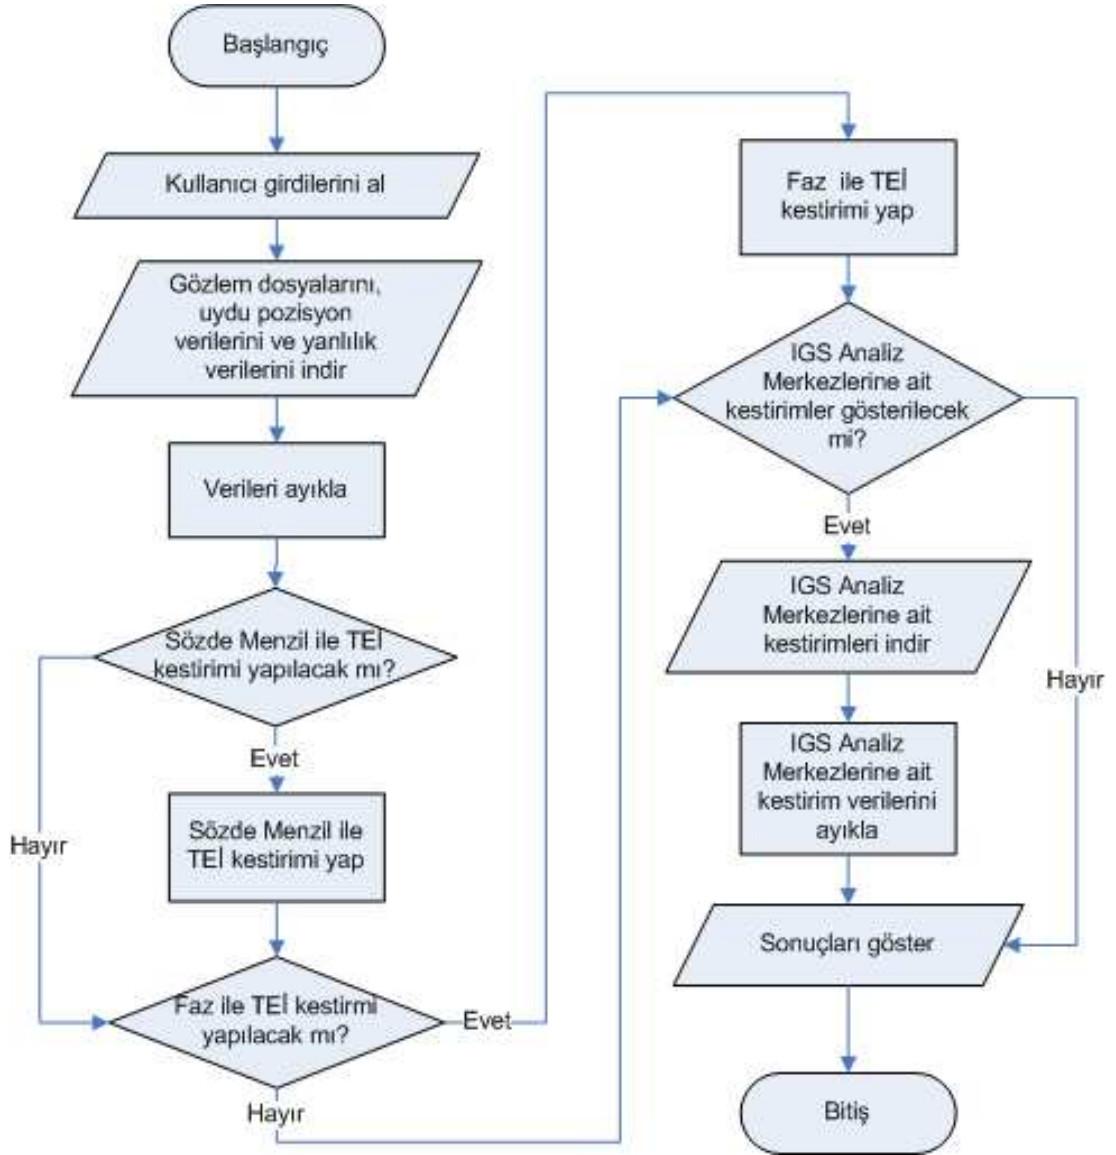 Başlangıç
Kullanıcı girdilerini al
Gözlem dosyalarını,
uydu pozisyon
verilerini ve yanlılık
verilerini indir
Verileri ayıkla
Sözde Menzil ile TEİ
kestirimi yapılacak mı?
Evet
Hayır
Sözde Menzil ile
TEİ kestirimi yap
Faz ile TEİ kestirmi
yapılacak mı?
Evet
Hayır
Faz ile TEİ
kestirimi yap
IGS Analiz
Merkezlerine ait
kestirimler gösterilecek
mi?
Evet
Hayır
IGS Analiz
Merkezlerine ait
kestirimleri indir
IGS Analiz
Merkezlerine ait
kestirim verilerini
ayıkla
Sonuçları göster
Bitiş